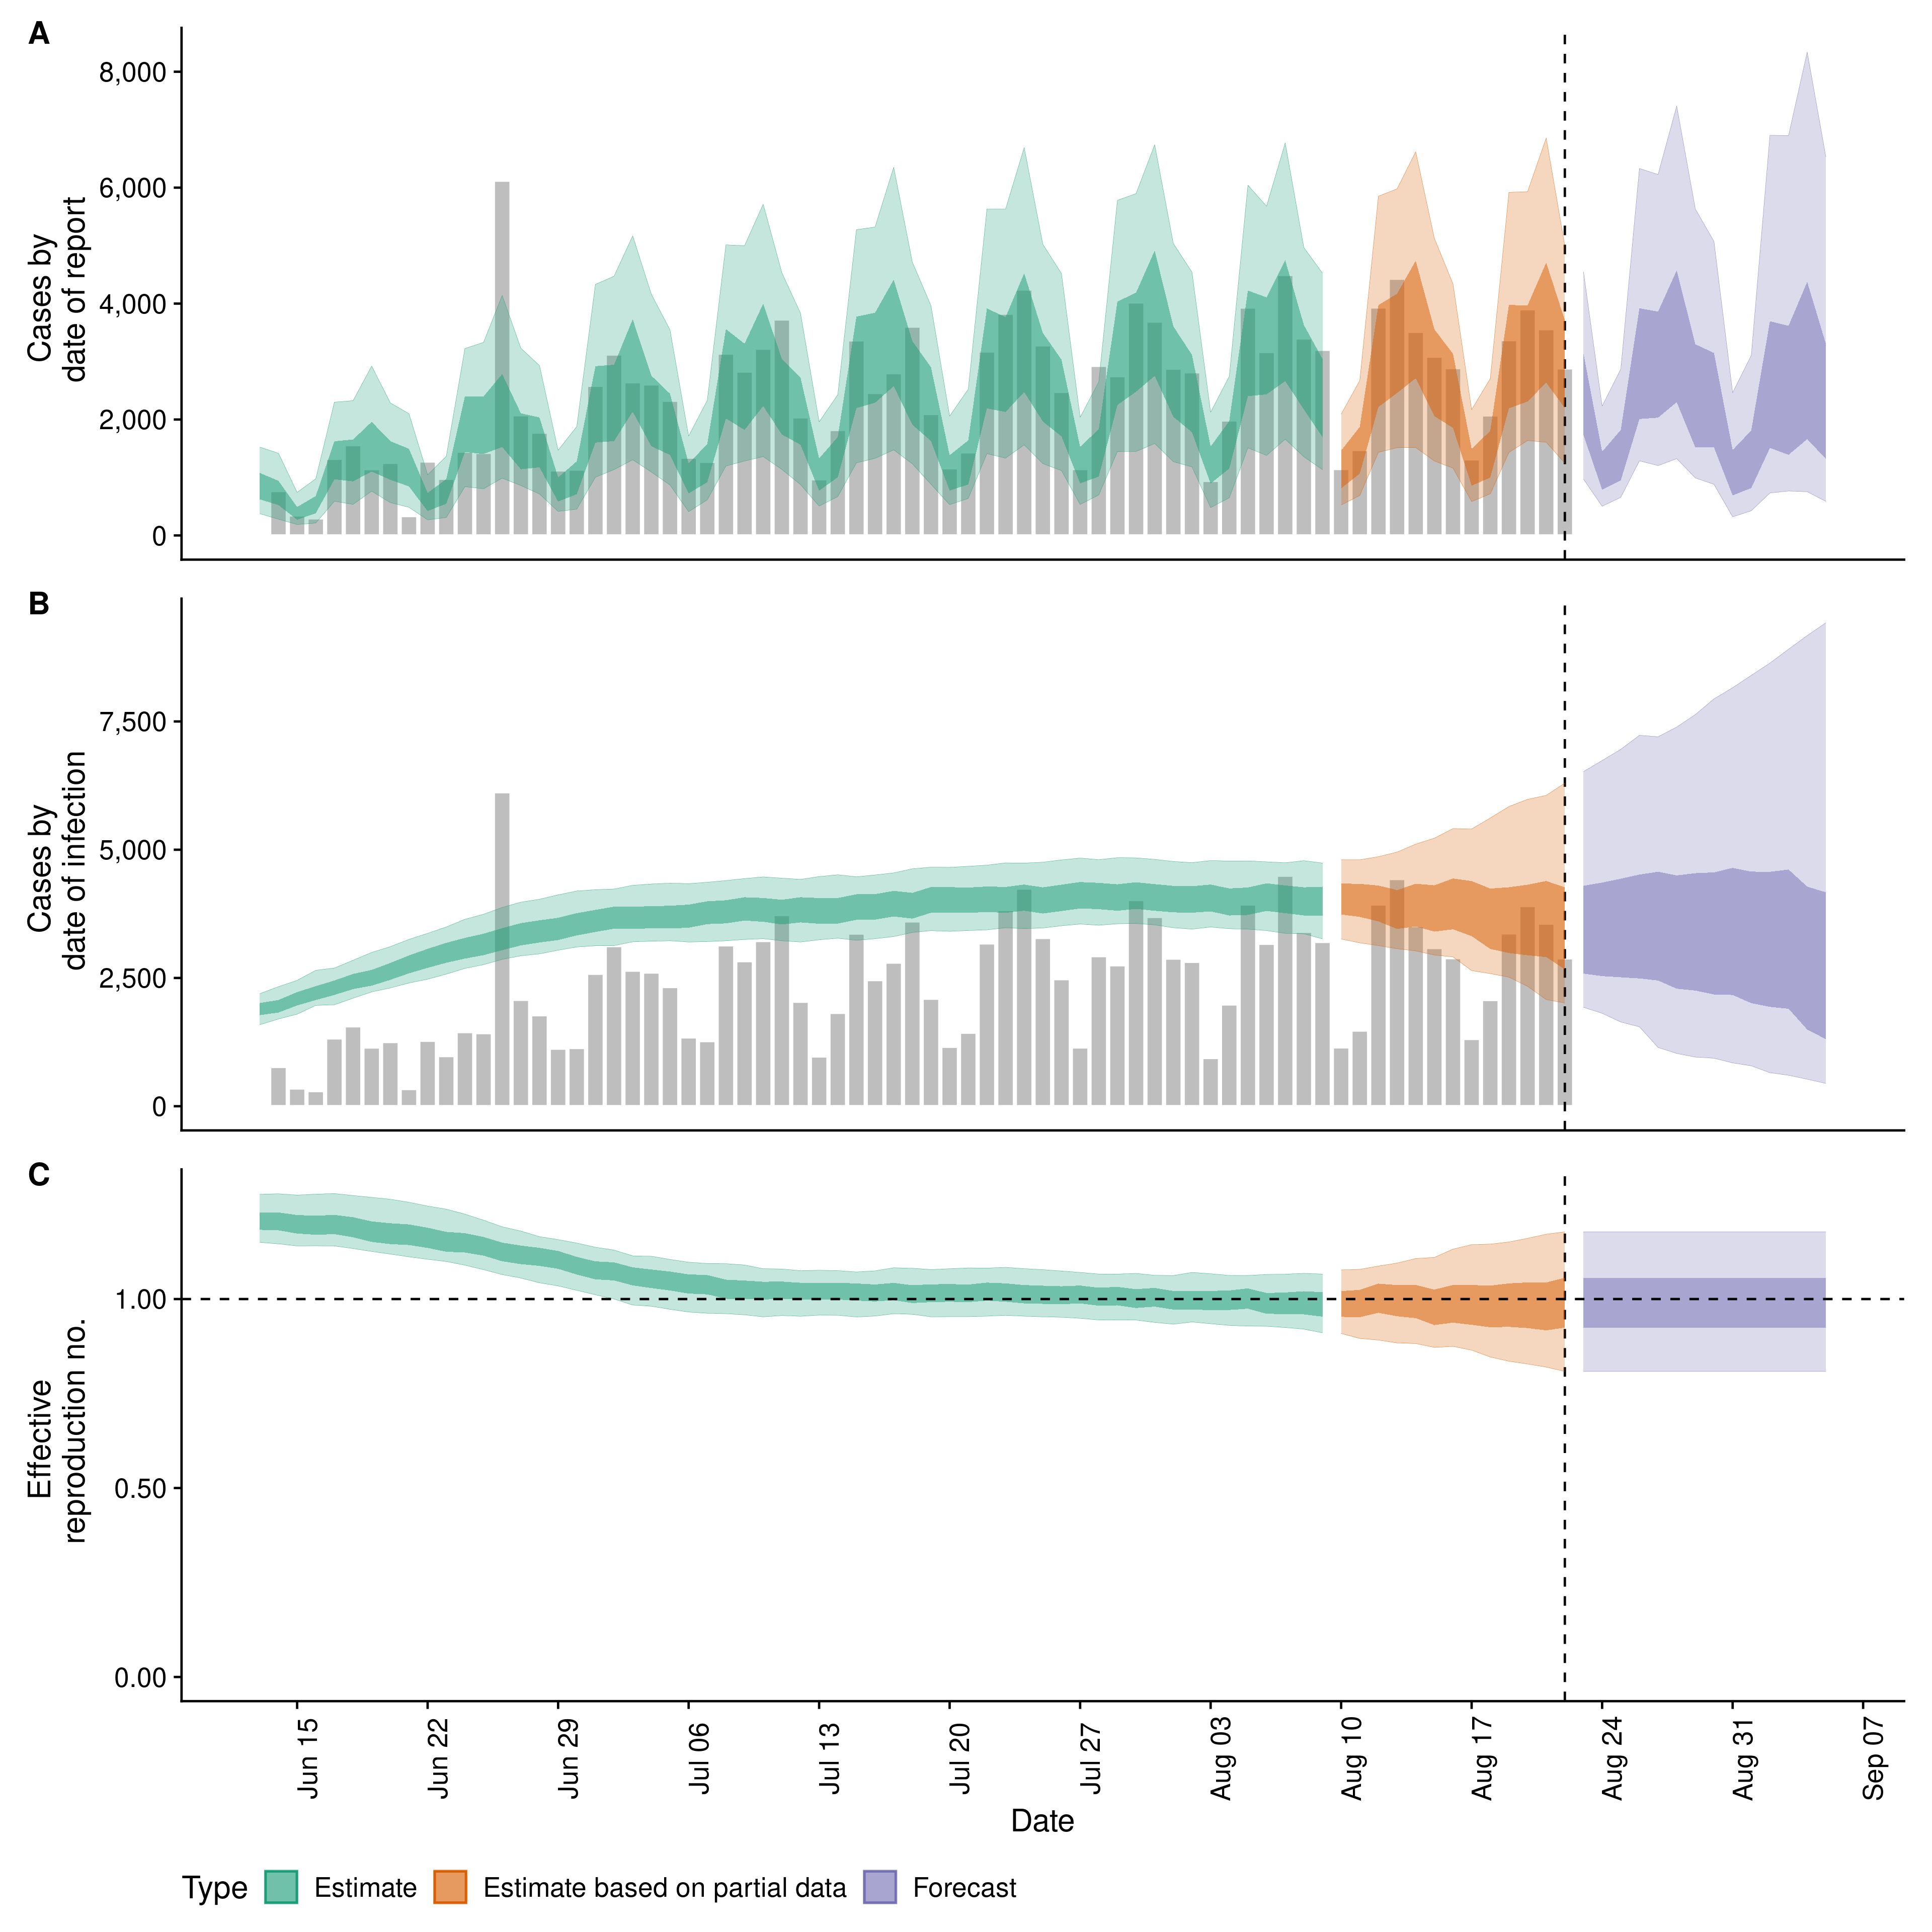 A
8,000
6,000
4,000
2,000
0
Cases by
date of report
B
7,500
5,000
2,500
0
Cases by
date of infection
C
1.00
0.50
0.00
Effective
reproduction no.
Jun 15
Jun 22
Jun 29
Jul 06
Jul 13
Jul 20
Jul 27
Aug 03
Aug 10
Aug 17
Aug 24
Aug 31
Sep 07
Date
Type Estimate Estimate based on partial data Forecast